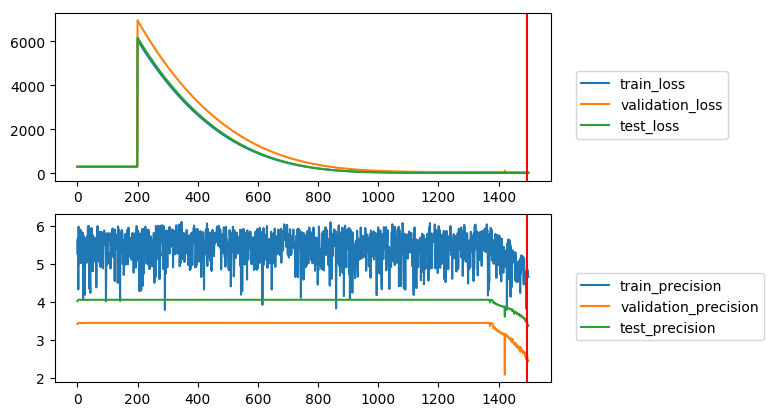 6000
4000
2000
0
0 200 400 600 800 1000 1200 1400
train_loss
validation_loss
test_loss
6
5
4
3
2
0 200 400 600 800 1000 1200 1400
train_precision
validation_precision
test_precision